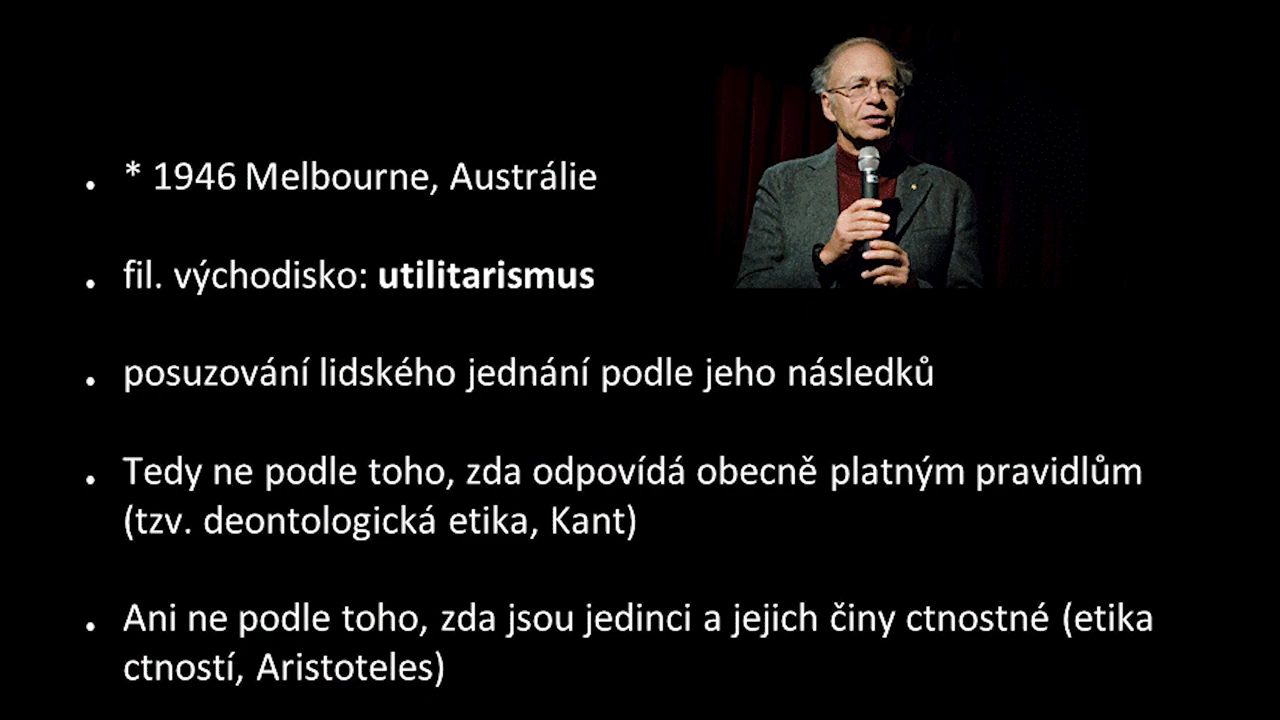 * 1946 Melbourne, Austrálie
fil. východisko: utilitarismus
posuzování lidského jednání podle jeho následků
Tedy ne podle toho, zda odpovídá obecně platným pravidlům
(tzv. deontologická etika, Kant)
Ani ne podle toho, zda jsou jedinci a jejich činy ctnostné (etika
ctností, Aristoteles)